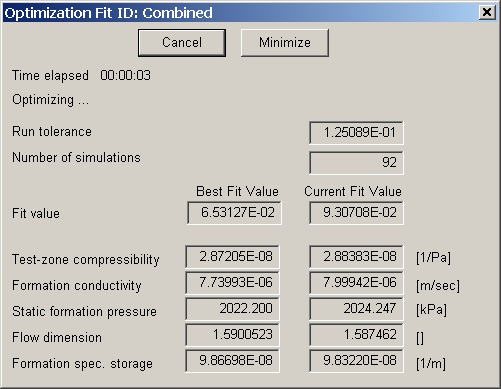 Optimization Fit ID: Combined
Cancel Minimize
Time elapsed 00:00:03
Optimizing ...
Run tolerance 1.25089E-01
Number of simulations 92
Best Fit Value Current Fit Value
Fit value 6.53127E-02 9.30708E-02
Test-zone compressibility 2.87205E-08 2.88383E-08 [1/Pa]
Formation conductivity 7.73993E-06 7.99942E-06 [m/sec]
Static formation pressure 2022.200 2024.247 [kPa]
Flow dimension 1.5900523 1.587462 []
Formation spec. storage 9.86698E-08 9.83220E-08 [1/m]